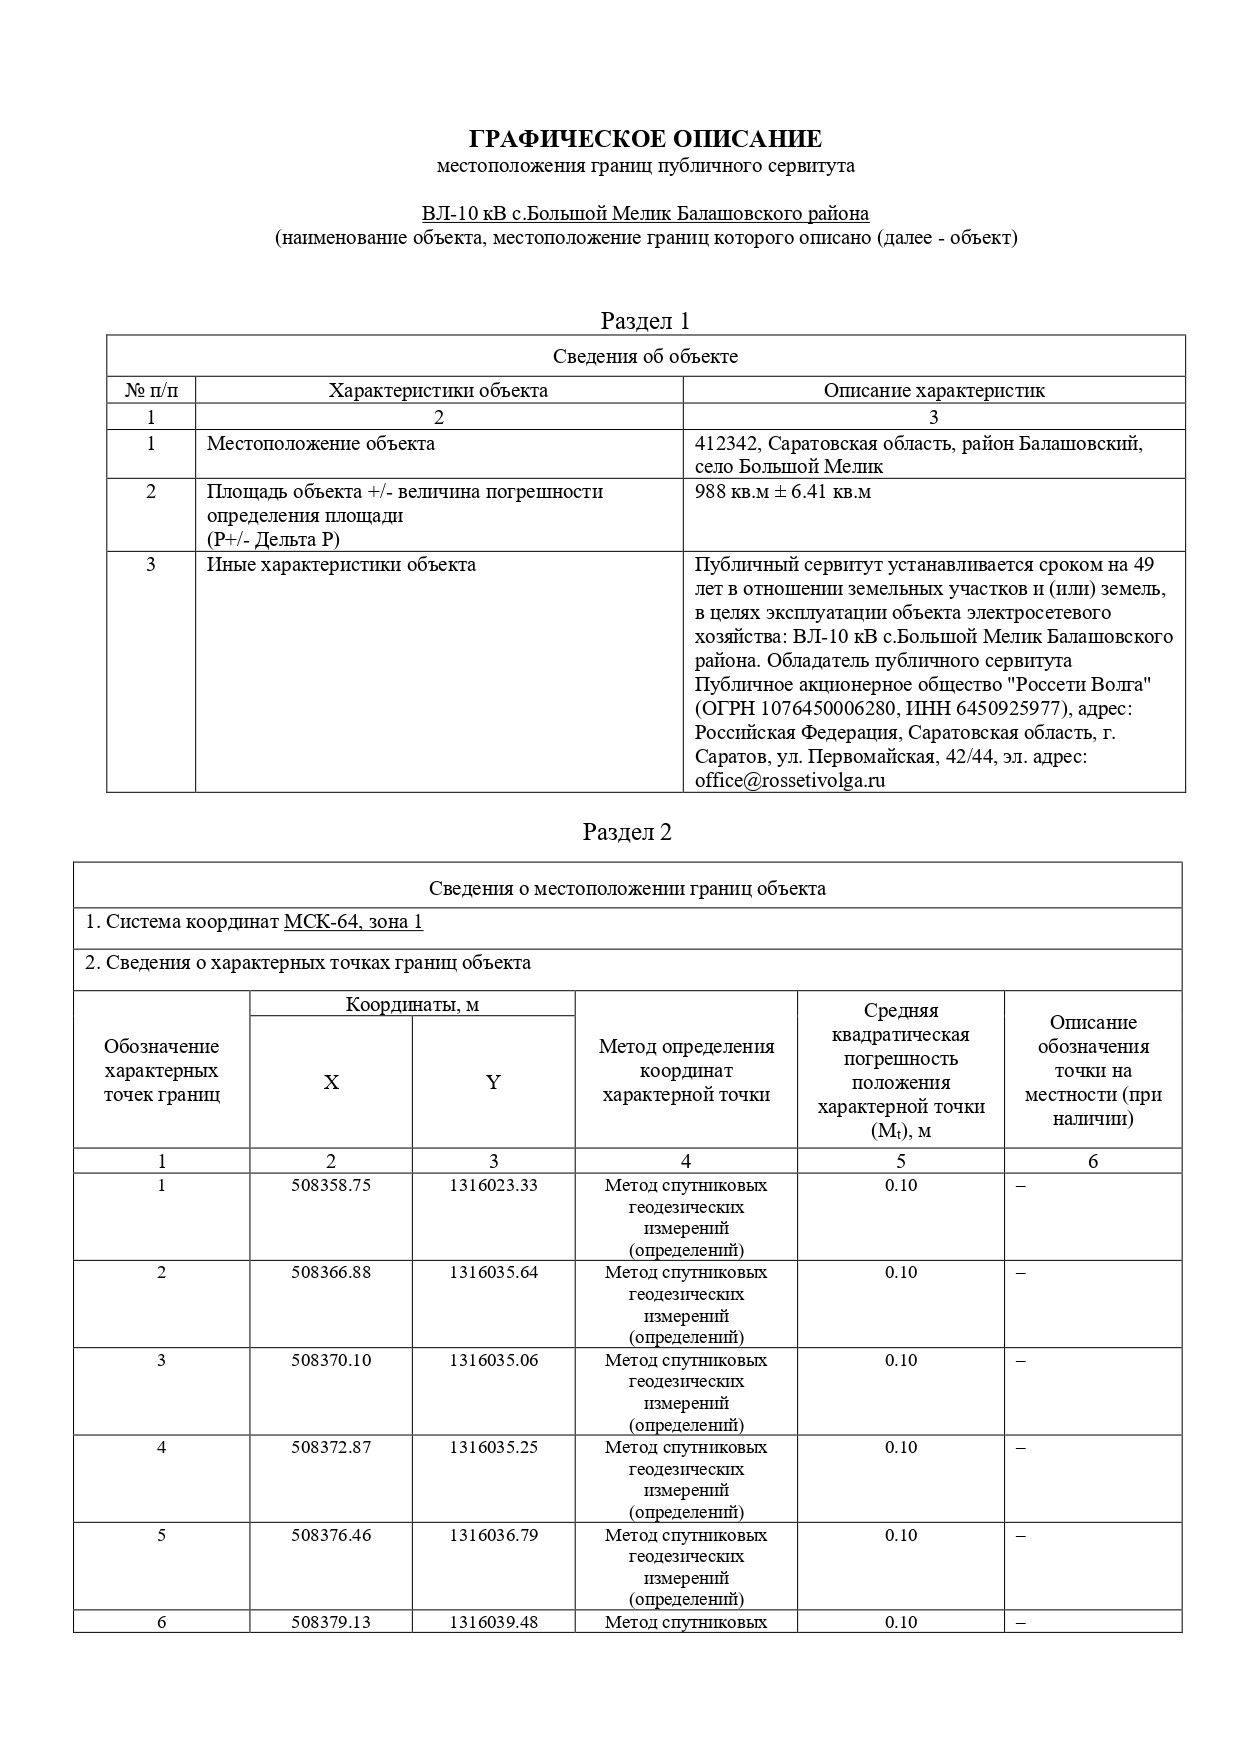 ГРАФИЧЕСКОЕ ОПИСАНИЕ
местоположения границ публичного сервитута
ВЛ-10 кВ с.Большой Мелик Балашовского района
(наименование объекта, местоположение границ которого описано (далее - объект)
Раздел 1
Сведения об объекте
№ п/п Характеристики объекта Описание характеристик
1 2 3
1 Местоположение объекта 412342, Саратовская область, район Балашовский,
село Большой Мелик
2 Площадь объекта +/- величина погрешности 988 кв.м ± 6.41 кв.м
определения площади
(Р+/- Дельта Р)
3 Иные характеристики объекта Публичный сервитут устанавливается сроком на 49
лет в отношении земельных участков и (или) земель,
в целях эксплуатации объекта электросетевого
хозяйства: ВЛ-10 кВ с.Большой Мелик Балашовского
района. Обладатель публичного сервитута
Публичное акционерное общество "Россети Волга"
(ОГРН 1076450006280, ИНН 6450925977), адрес:
Российская Федерация, Саратовская область, г.
Саратов, ул. Первомайская, 42/44, эл. адрес:
office@rossetivolga.ru
Раздел 2
Сведения о местоположении границ объекта
1. Система координат МСК-64, зона 1
2. Сведения о характерных точках границ объекта
Обозначение
характерных
точек границ
Координаты, м
X Y
Метод определения
координат
характерной точки
Средняя
квадратическая
погрешность
положения
характерной точки
(Mt), м
Описание
обозначения
точки на
местности (при
наличии)
1 2 3 4 5 6
1 508358.75 1316023.33 Метод спутниковых 0.10 –
геодезических
измерений
(определений)
2 508366.88 1316035.64 Метод спутниковых 0.10 –
геодезических
измерений
(определений)
3 508370.10 1316035.06 Метод спутниковых 0.10 –
геодезических
измерений
(определений)
4 508372.87 1316035.25 Метод спутниковых 0.10 –
геодезических
измерений
(определений)
5 508376.46 1316036.79 Метод спутниковых 0.10 –
геодезических
измерений
(определений)
6 508379.13 1316039.48 Метод спутниковых 0.10 –